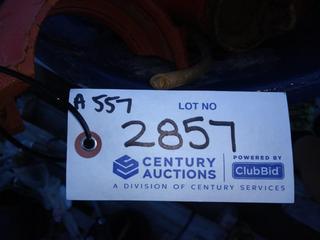 A 557
LOT NO
2857
CENTURY AUCTIONS
POWERED BY
ClubBid
A DIVISION OF CENTURY SERVICES